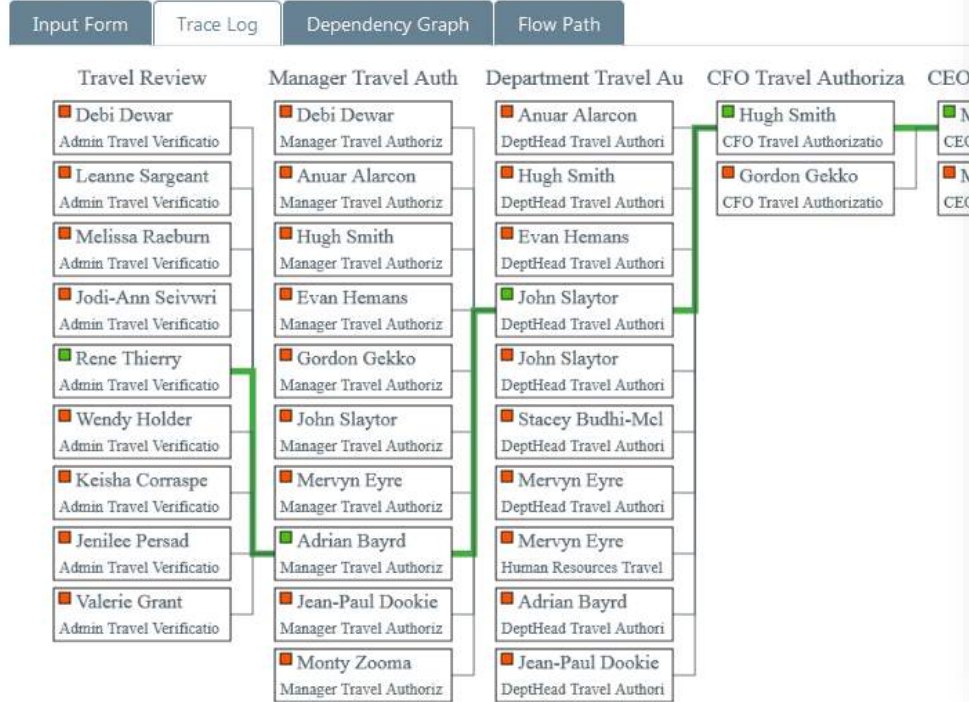 Input Form
Trace Log
Dependency Graph
Flow Path
Travel Review
Debi Dewar
Admin Travel Verificatio
Leanne Sargeant
Admin Travel Verificatio
Melissa Raeburn
Admin Travel Verificatio
Jodi-Ann Seivwri
Admin Travel Verificatio
Rene Thierry
Admin Travel Verificatio
Wendy Holder
Admin Travel Verificatio
Keisha Corraspe
Admin Travel Verificatio
Jenilee Persad
Admin Travel Verificatio
Valerie Grant
Admin Travel Verificatio
Manager Travel Auth
Debi Dewar
Manager Travel Authoriz
Anuar Alarcon
Manager Travel Authoriz
Hugh Smith
Manager Travel Authoriz
Evan Hemans
Manager Travel Authoriz
Gordon Gekko
Manager Travel Authoriz
John Slaytor
Manager Travel Authoriz
Mervyn Eyre
Manager Travel Authoriz
Adrian Bayrd
Manager Travel Authoriz
Jean-Paul Dookie
Manager Travel Authoriz
Monty Zooma
Manager Travel Authoriz
Department Travel Au
Anuar Alarcon
DeptHead Travel Authori
Hugh Smith
DeptHead Travel Authori
Evan Hemans
DeptHead Travel Authori
John Slaytor
DeptHead Travel Authori
John Slaytor
DeptHead Travel Authori
Stacey Budhi-Mcl
DeptHead Travel Authori
Mervyn Eyre
DeptHead Travel Authori
Mervyn Eyre
Human Resources Travel
Adrian Bayrd
DeptHead Travel Authori
Jean-Paul Dookie
DeptHead Travel Authori
CFO Travel Authoriza
Hugh Smith
CFO Travel Authorizatio
Gordon Gekko
CFO Travel Authorizatio
CEO